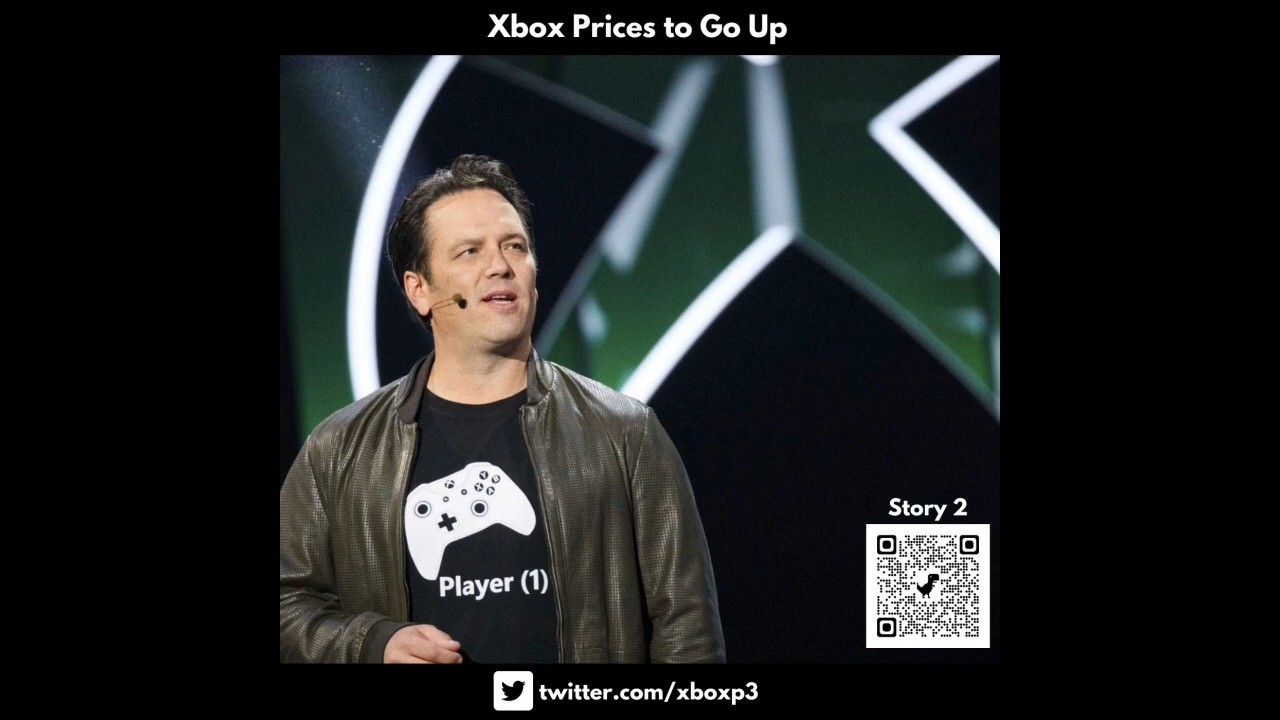 Xbox Prices to Go Up
Player (1)
Story 2
twitter.com/xboxp3